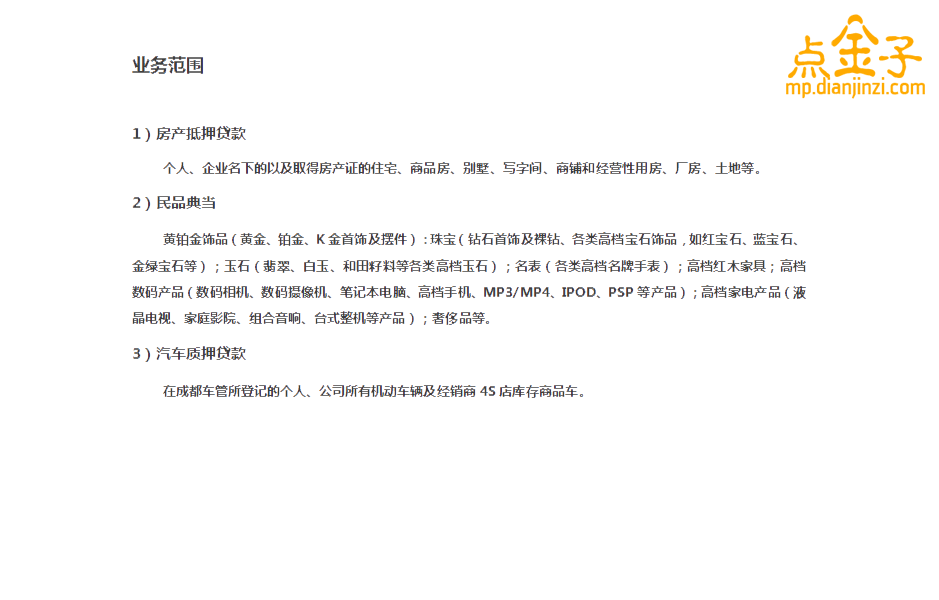 点金子
mp.dianjinzi.com
业务范围
1）房产抵押贷款
个人、企业名下的以及取得房产证的住宅、商品房、别墅、写字间、商铺和经营性用房、厂房、土地等。
2）民品典当
黄铂金饰品（黄金、铂金、K 金首饰及摆件）：珠宝（钻石首饰及裸钻、各类高档宝石饰品，如红宝石、蓝宝石、
金绿宝石等）；玉石（翡翠、白玉、和田籽料等各类高档玉石）；名表（各类高档名牌手表）；高档红木家具；高档
数码产品（数码相机、数码摄像机、笔记本电脑、高档手机、MP3/MP4、IPOD、PSP 等产品）；高档家电产品（液
晶电视、家庭影院、组合音响、台式整机等产品）；奢侈品等。
3）汽车质押贷款
在成都车管所登记的个人、公司所有机动车辆及经销商 4S 店库存商品车。